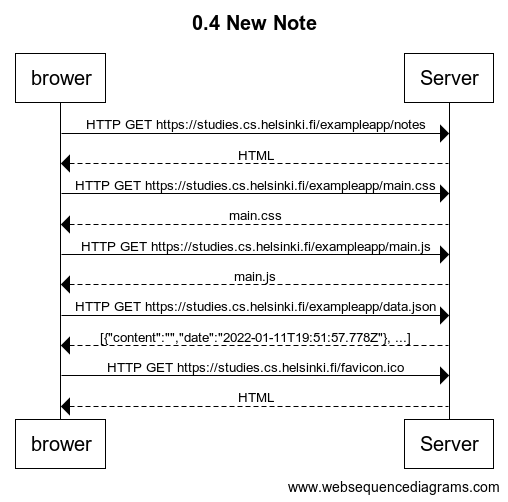 0.4 New Note
brower Server
HTTP GET https://studies.cs.helsinki.fi/exampleapp/notes
HTML
HTTP GET https://studies.cs.helsinki.fi/exampleapp/main.css
main.css
HTTP GET https://studies.cs.helsinki.fi/exampleapp/main.js
main.js
HTTP GET https://studies.cs.helsinki.fi/exampleapp/data.json
[{"content":"","date":"2022-01-11T19:51:57.778Z"}, ...]
HTTP GET https://studies.cs.helsinki.fi/favicon.ico
HTML
brower Server
www.websequencediagrams.com